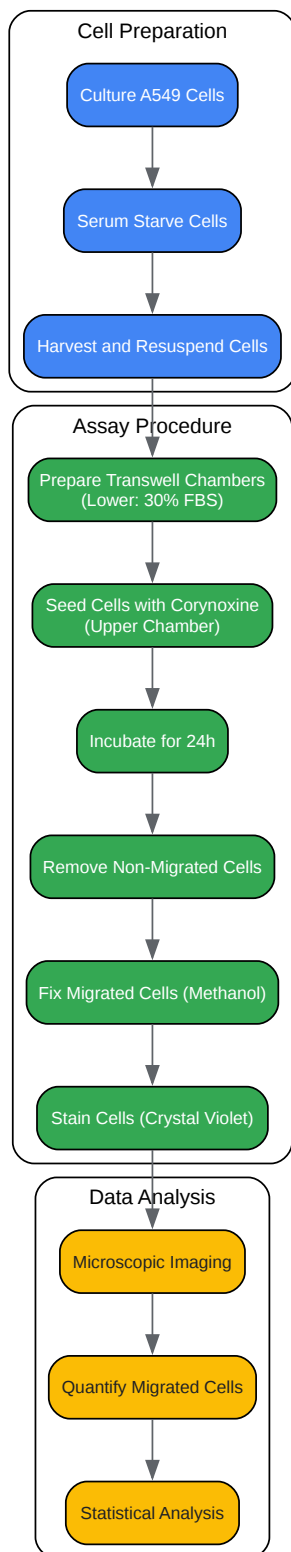 Cell Preparation
Culture A549 Cells
Serum Starve Cells
Harvest and Resuspend Cells
Assay Procedure
Prepare Transwell Chambers
(Lower: 30% FBS)
Seed Cells with Corynoxine
(Upper Chamber)
Incubate for 24h
Remove Non-Migrated Cells
Fix Migrated Cells (Methanol)
Stain Cells (Crystal Violet)
Data Analysis
Microscopic Imaging
Quantify Migrated Cells
Statistical Analysis